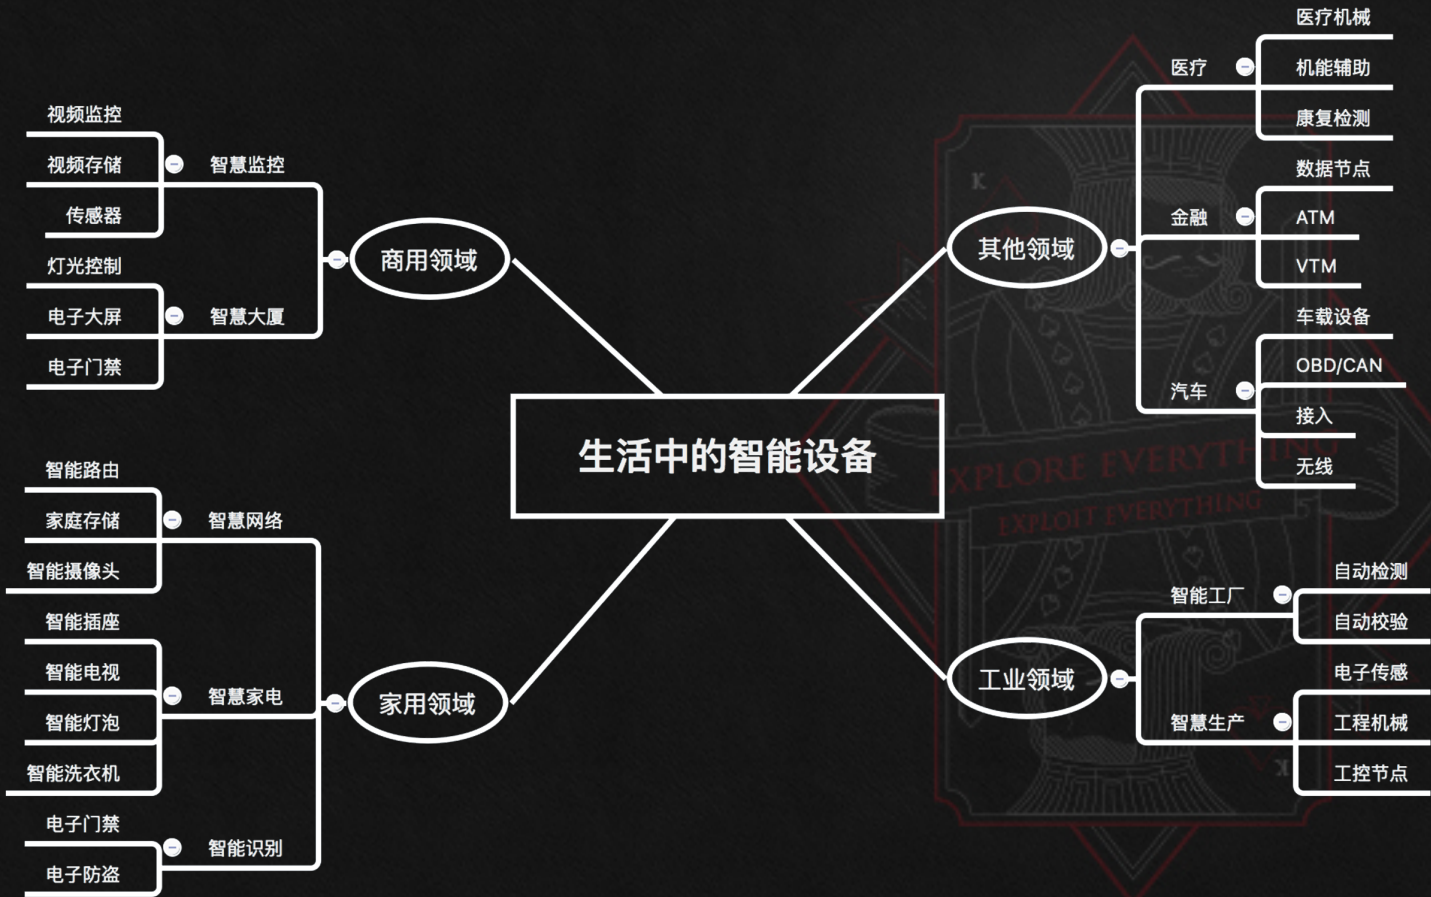 生活中的智能设备
商用领域
智慧监控
视频监控
视频存储
传感器
智慧大厦
灯光控制
电子大屏
电子门禁
家用领域
智慧网络
智能路由
家庭存储
智能摄像头
智慧家电
智能插座
智能电视
智能灯泡
智能洗衣机
智能识别
电子门禁
电子防盗
其他领域
医疗
医疗机械
机能辅助
康复检测
金融
数据节点
ATM
VTM
汽车
车载设备
OBD/CAN
接入
无线
工业领域
智能工厂
自动检测
自动校验
智慧生产
电子传感
工程机械
工控节点
K
EXPLORE EVERYTHING
EXPLOIT EVERYTHING
K